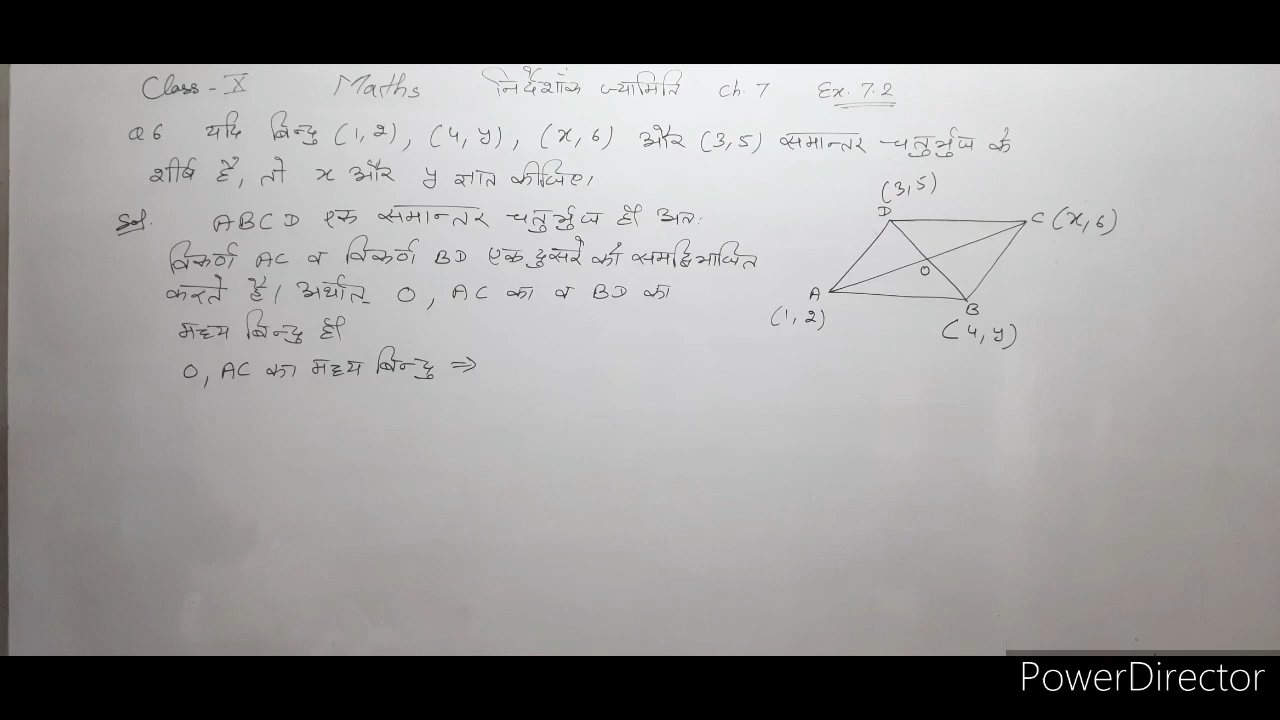 Class - X Maths निर्देशांक ज्यामिति ch. 7 Ex. 7.2
Q 6 यदि बिन्दु (1, 2), (4, y), (x, 6) और (3, 5) समान्तर चतुर्भुज के
शीर्ष हैं, तो x और y ज्ञात कीजिए।
Sol. ABCD एक समान्तर चतुर्भुज है। अतः
विकर्ण AC व विकर्ण BD एक दुसरे को समद्विभाजित
करते है। अर्थात् O, AC का व BD का
मध्य बिन्दु है।
O, AC का मध्य बिन्दु ⇒
(3, 5)
D
C (x, 6)
O
A
(1, 2)
B
(4, y)
PowerDirector